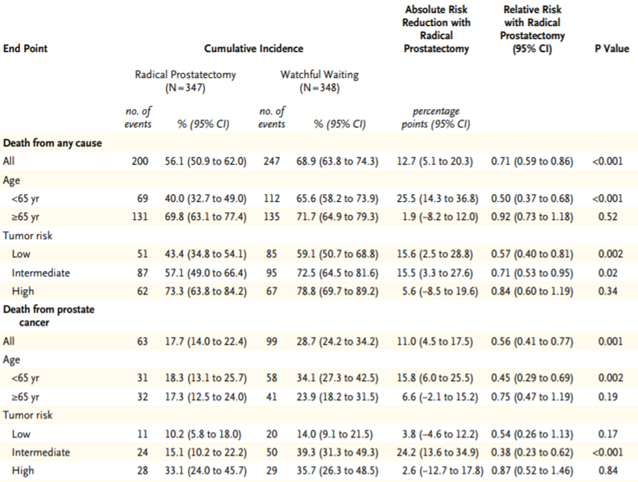 End Point Cumulative Incidence Absolute Risk Reduction with Radical Prostatectomy Relative Risk with Radical Prostatectomy (95% CI) P Value
Radical Prostatectomy (N=347) Watchful Waiting (N=348)
no. of events % (95% CI) no. of events % (95% CI) percentage points (95% CI)
Death from any cause
All 200 56.1 (50.9 to 62.0) 247 68.9 (63.8 to 74.3) 12.7 (5.1 to 20.3) 0.71 (0.59 to 0.86) <0.001
Age
<65 yr 69 40.0 (32.7 to 49.0) 112 65.6 (58.2 to 73.9) 25.5 (14.3 to 36.8) 0.50 (0.37 to 0.68) <0.001
≥65 yr 131 69.8 (63.1 to 77.4) 135 71.7 (64.9 to 79.3) 1.9 (–8.2 to 12.0) 0.92 (0.73 to 1.18) 0.52
Tumor risk
Low 51 43.4 (34.8 to 54.1) 85 59.1 (50.7 to 68.8) 15.6 (2.5 to 28.8) 0.57 (0.40 to 0.81) 0.002
Intermediate 87 57.1 (49.0 to 66.4) 95 72.5 (64.5 to 81.6) 15.5 (3.3 to 27.6) 0.71 (0.53 to 0.95) 0.02
High 62 73.3 (63.8 to 84.2) 67 78.8 (69.7 to 89.2) 5.6 (–8.5 to 19.6) 0.84 (0.60 to 1.19) 0.34
Death from prostate cancer
All 63 17.7 (14.0 to 22.4) 99 28.7 (24.2 to 34.2) 11.0 (4.5 to 17.5) 0.56 (0.41 to 0.77) 0.001
Age
<65 yr 31 18.3 (13.1 to 25.7) 58 34.1 (27.3 to 42.5) 15.8 (6.0 to 25.5) 0.45 (0.29 to 0.69) 0.002
≥65 yr 32 17.3 (12.5 to 24.0) 41 23.9 (18.2 to 31.5) 6.6 (–2.1 to 15.2) 0.75 (0.47 to 1.19) 0.19
Tumor risk
Low 11 10.2 (5.8 to 18.0) 20 14.0 (9.1 to 21.5) 3.8 (–4.6 to 12.2) 0.54 (0.26 to 1.13) 0.17
Intermediate 24 15.1 (10.2 to 22.2) 50 39.3 (31.3 to 49.3) 24.2 (13.6 to 34.9) 0.38 (0.23 to 0.62) <0.001
High 28 33.1 (24.0 to 45.7) 29 35.7 (26.3 to 48.5) 2.6 (–12.7 to 17.8) 0.87 (0.52 to 1.46) 0.84